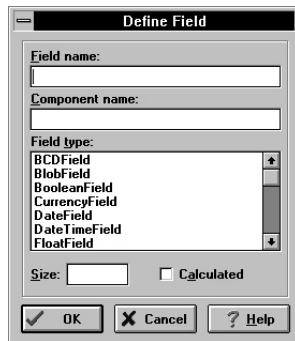 Define Field
Field name:
Component name:
Field type:
BCDField
BlobField
BooleanField
CurrencyField
DateField
DateTimeField
FloatField
Size:
Calculated
OK
Cancel
? Help